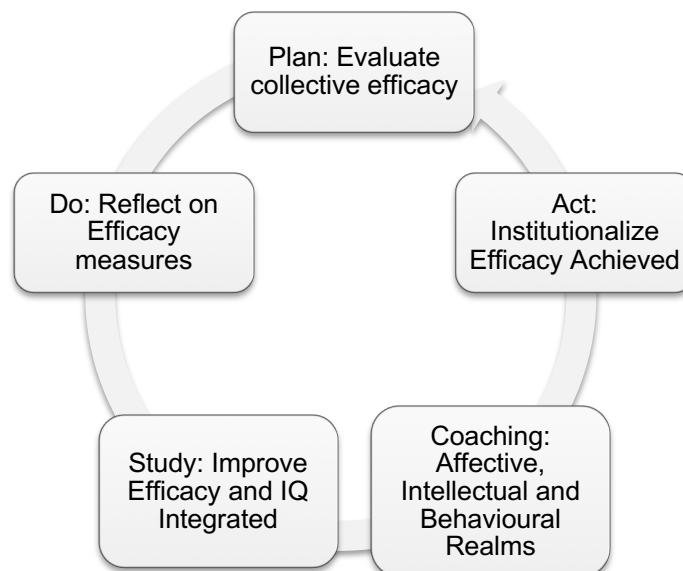 Plan: Evaluate
collective efficacy
Do: Reflect on
Efficacy
measures
Study: Improve
Efficacy and IQ
Integrated
Coaching:
Affective,
Intellectual and
Behavioural
Realms
Act:
Institutionalize
Efficacy Achieved